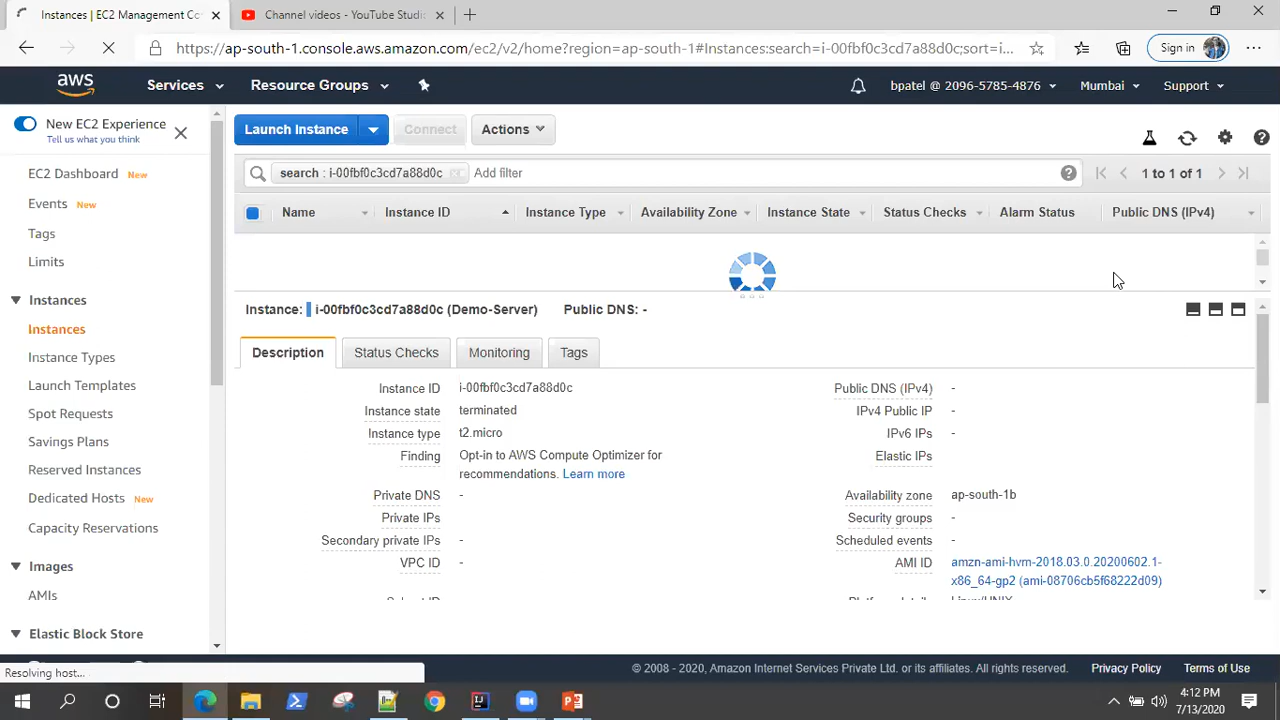 Instances | EC2 Management Co
Channel videos - YouTube Studi
https://ap-south-1.console.aws.amazon.com/ec2/v2/home?region=ap-south-1#Instances:search=i-00fbf0c3cd7a88d0c;sort=i...
Sign in
aws
Services
Resource Groups
bpatel @ 2096-5785-4876
Mumbai
Support
New EC2 Experience
Tell us what you think
EC2 Dashboard New
Events New
Tags
Limits
Instances
Instances
Instance Types
Launch Templates
Spot Requests
Savings Plans
Reserved Instances
Dedicated Hosts New
Capacity Reservations
Images
AMIs
Elastic Block Store
Launch Instance
Connect
Actions
search : i-00fbf0c3cd7a88d0c
Add filter
1 to 1 of 1
Name
Instance ID
Instance Type
Availability Zone
Instance State
Status Checks
Alarm Status
Public DNS (IPv4)
Instance: i-00fbf0c3cd7a88d0c (Demo-Server) Public DNS: -
Description
Status Checks
Monitoring
Tags
Instance ID i-00fbf0c3cd7a88d0c
Instance state terminated
Instance type t2.micro
Finding Opt-in to AWS Compute Optimizer for
recommendations. Learn more
Private DNS -
Private IPs
Secondary private IPs -
VPC ID -
Public DNS (IPv4) -
IPv4 Public IP -
IPv6 IPs -
Elastic IPs
Availability zone ap-south-1b
Security groups -
Scheduled events -
AMI ID amzn-ami-hvm-2018.03.0.20200602.1-
x86_64-gp2 (ami-08706cb5f68222d09)
Resolving host...
© 2008 - 2020, Amazon Internet Services Private Ltd. or its affiliates. All rights reserved.
Privacy Policy
Terms of Use
4:12 PM
7/13/2020